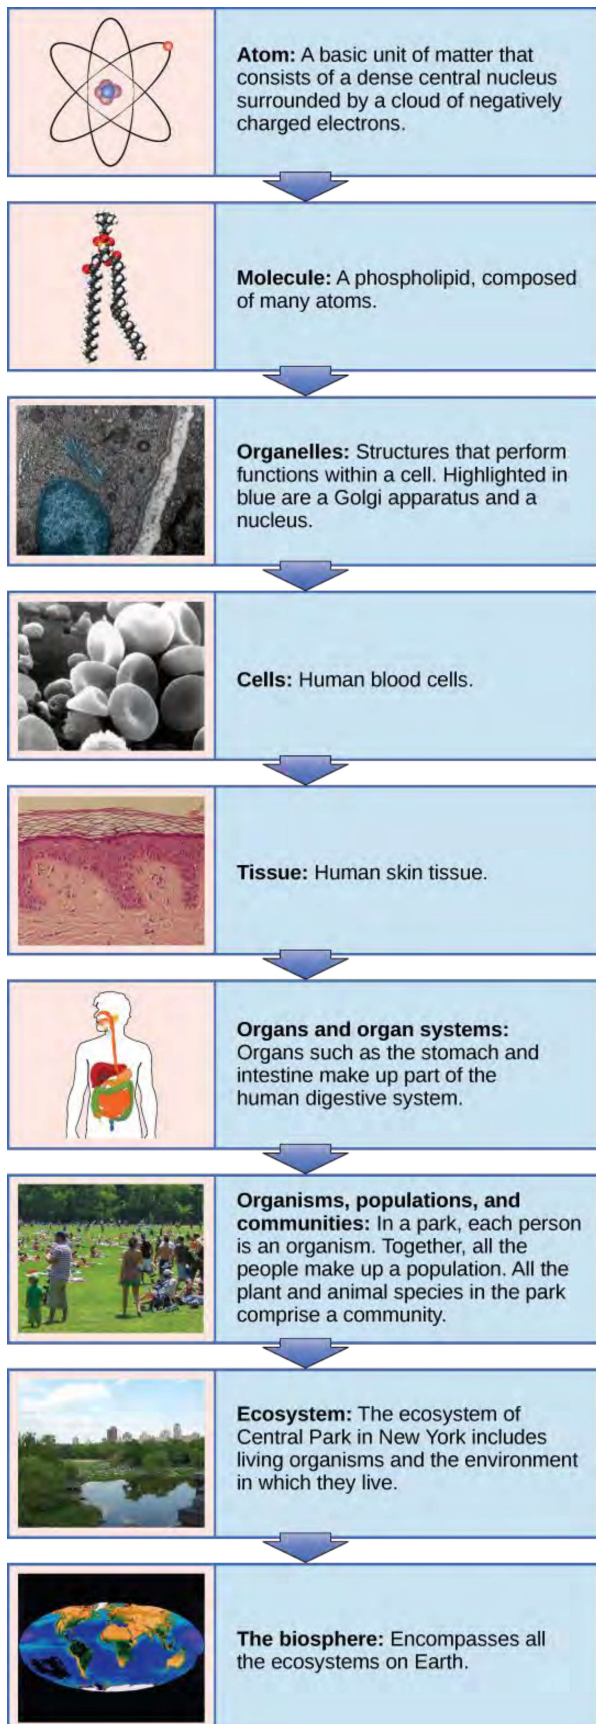 Atom: A basic unit of matter that
consists of a dense central nucleus
surrounded by a cloud of negatively
charged electrons.
Molecule: A phospholipid, composed
of many atoms.
Organelles: Structures that perform
functions within a cell. Highlighted in
blue are a Golgi apparatus and a
nucleus.
Cells: Human blood cells.
Tissue: Human skin tissue.
Organs and organ systems:
Organs such as the stomach and
intestine make up part of the
human digestive system.
Organisms, populations, and
communities: In a park, each person
is an organism. Together, all the
people make up a population. All the
plant and animal species in the park
comprise a community.
Ecosystem: The ecosystem of
Central Park in New York includes
living organisms and the environment
in which they live.
The biosphere: Encompasses all
the ecosystems on Earth.